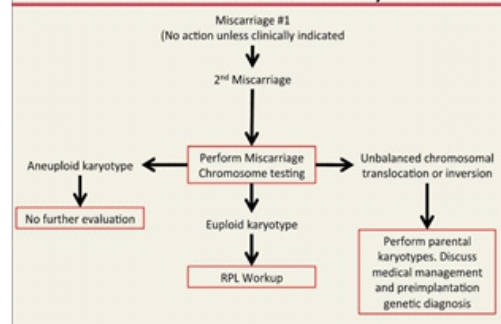 Miscarriage #1
(No action unless clinically indicated
2nd Miscarriage
Perform Miscarriage
Chromosome testing
Aneuploid karyotype
No further evaluation
Euploid karyotype
RPL Workup
Unbalanced chromosomal
translocation or inversion
Perform parental
karyotypes. Discuss
medical management
and preimplantation
genetic diagnosis